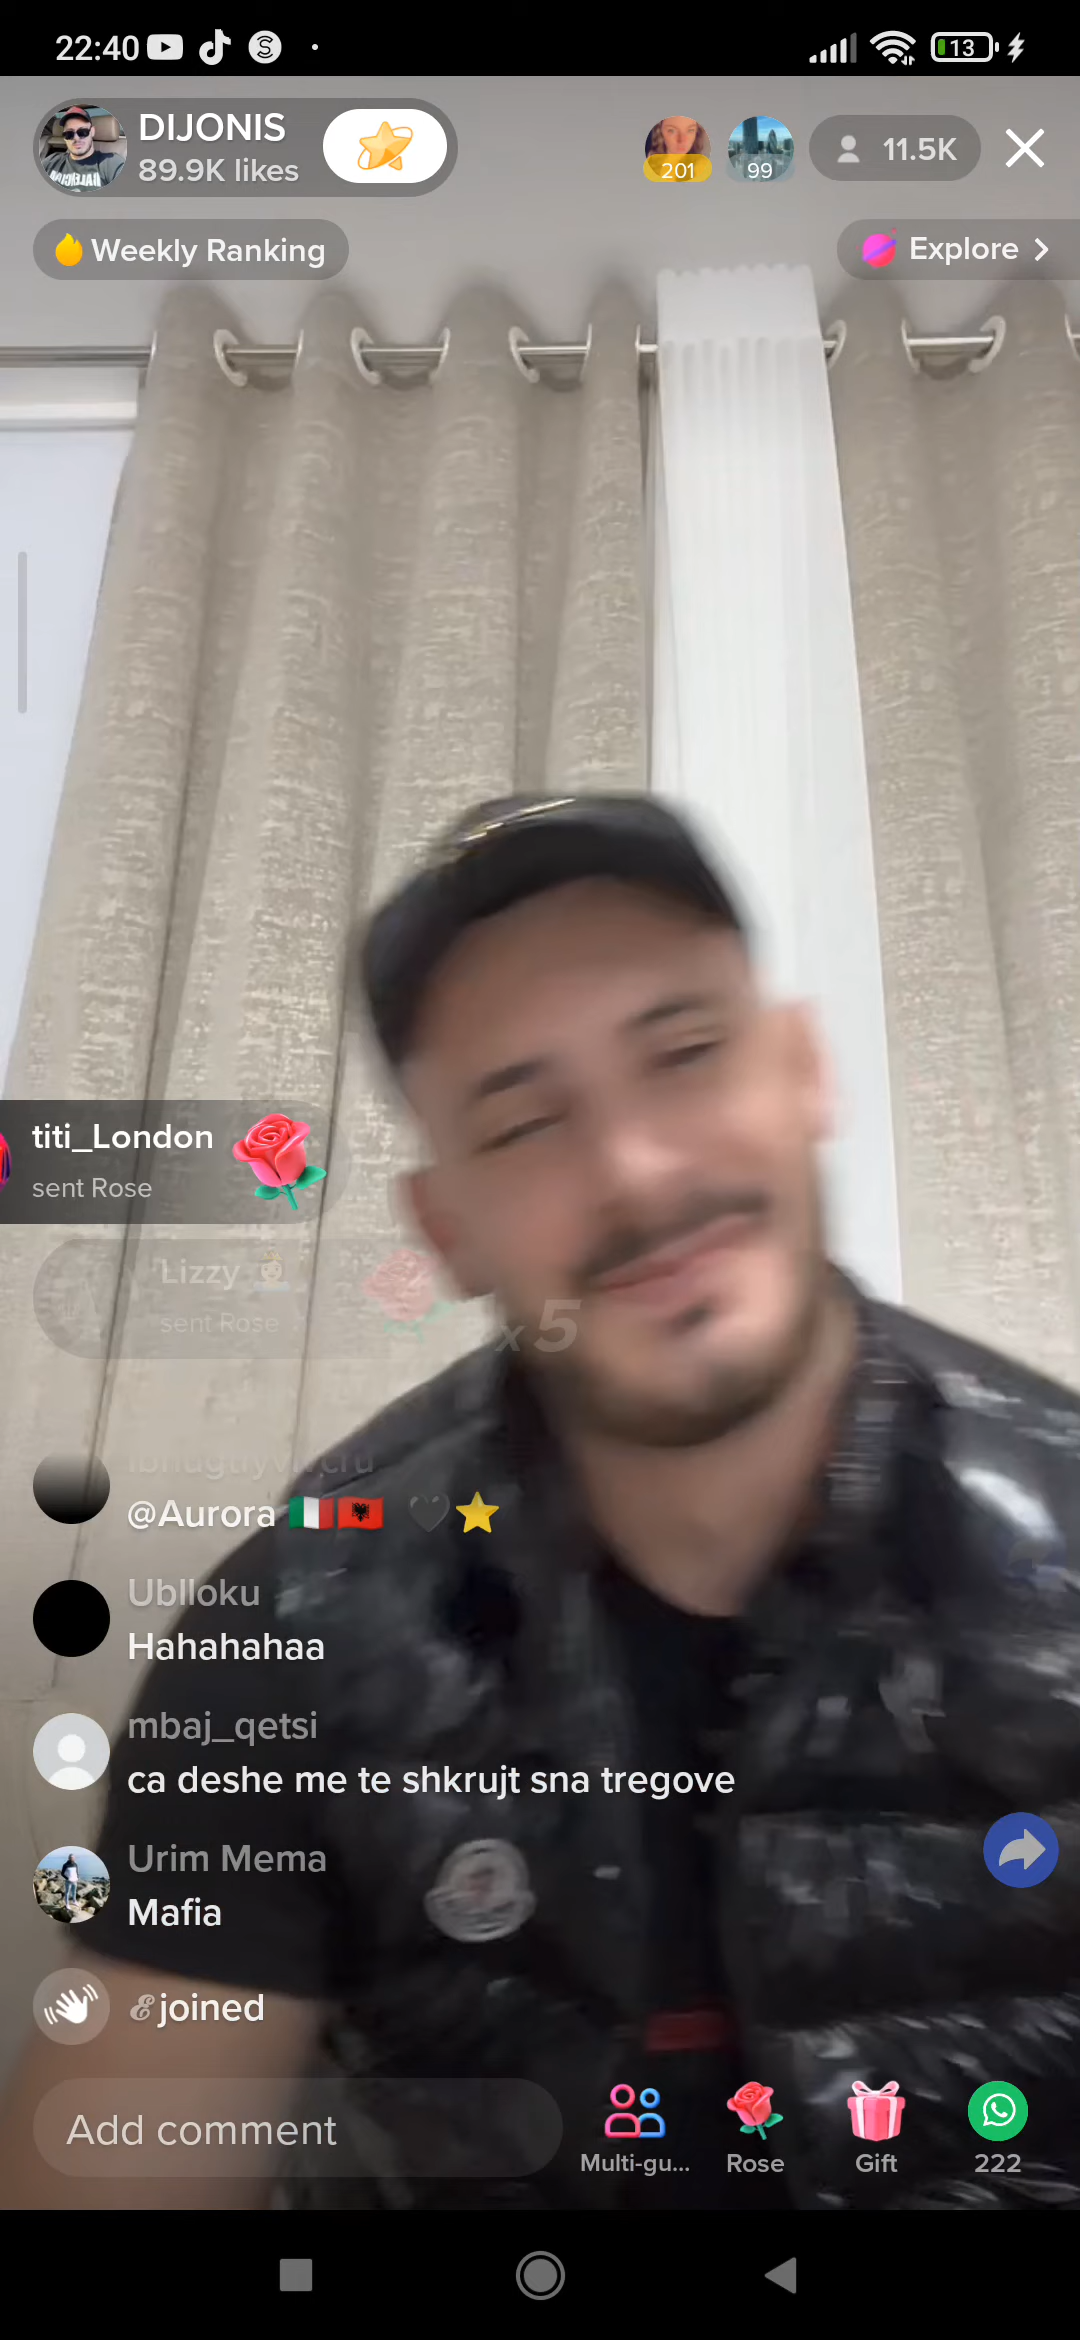 22:40
13
DIJONIS
89.9K likes
201
99
11.5K
Weekly Ranking
Explore
titi_London
sent Rose
Lizzy
sent Rose
x 5
@Aurora 🇮🇹🇦🇱 🖤⭐
Ublloku
Hahahahaa
mbaj_qetsi
ca deshe me te shkrujt sna tregove
Urim Mema
Mafia
ℰ joined
Add comment
Multi-gu...
Rose
Gift
222